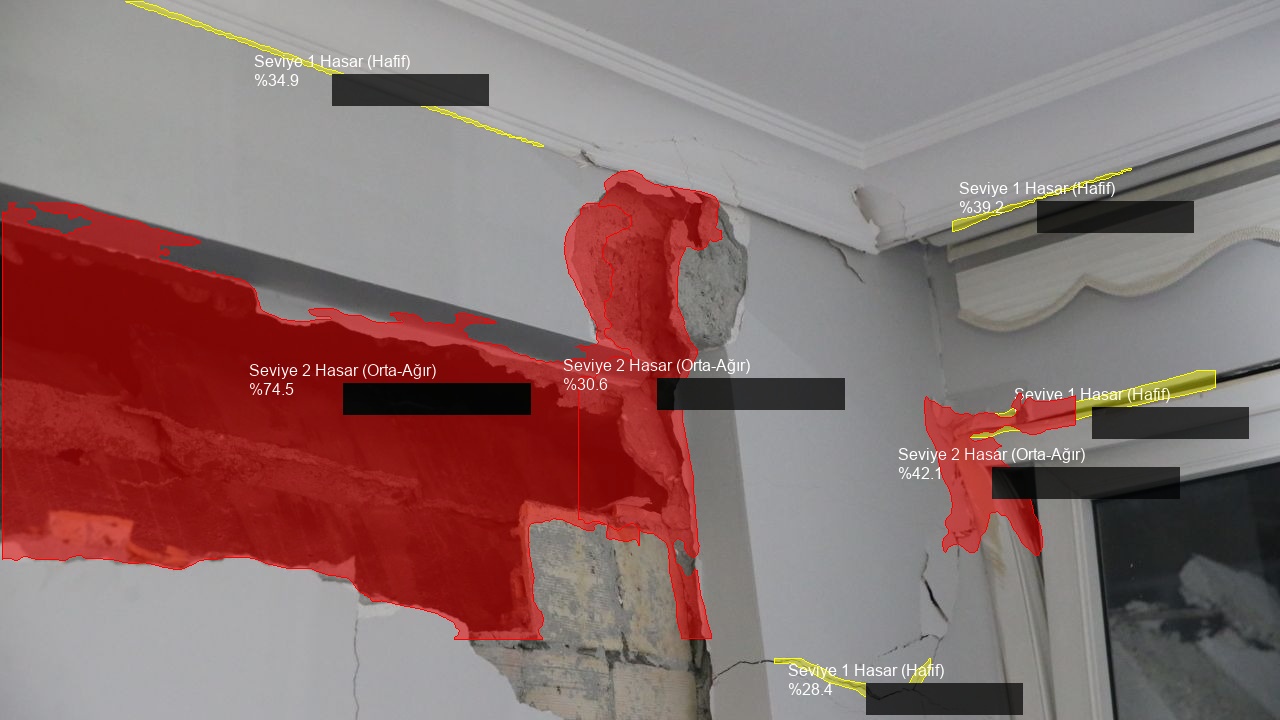 Seviye 1 Hasar (Hafif)
%34.9
Seviye 1 Hasar (Hafif)
%39.2
Seviye 2 Hasar (Orta-Ağır)
%74.5
Seviye 2 Hasar (Orta-Ağır)
%30.6
Seviye 1 Hasar (Hafif)
Seviye 2 Hasar (Orta-Ağır)
%42.1
Seviye 1 Hasar (Hafif)
%28.4